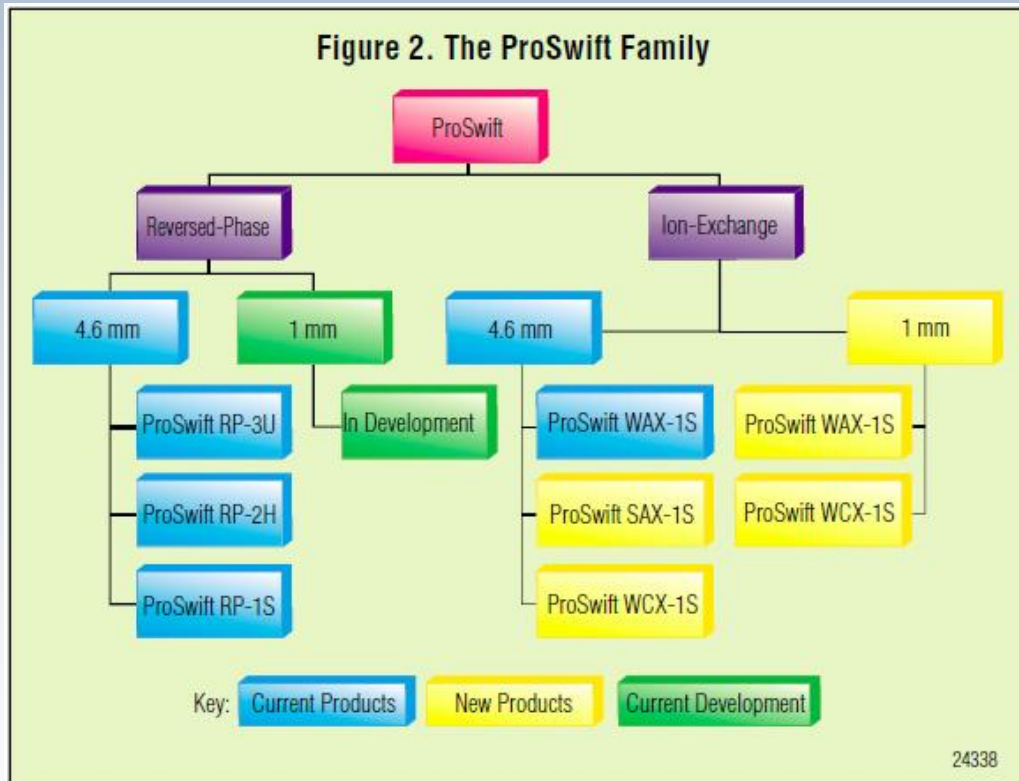 Figure 2. The ProSwift Family
ProSwift
Reversed-Phase
Ion-Exchange
4.6 mm
1 mm
4.6 mm
1 mm
ProSwift RP-3U
In Development
ProSwift WAX-1S
ProSwift WAX-1S
ProSwift RP-2H
ProSwift SAX-1S
ProSwift WCX-1S
ProSwift RP-1S
ProSwift WCX-1S
Key:
Current Products
New Products
Current Development
24338